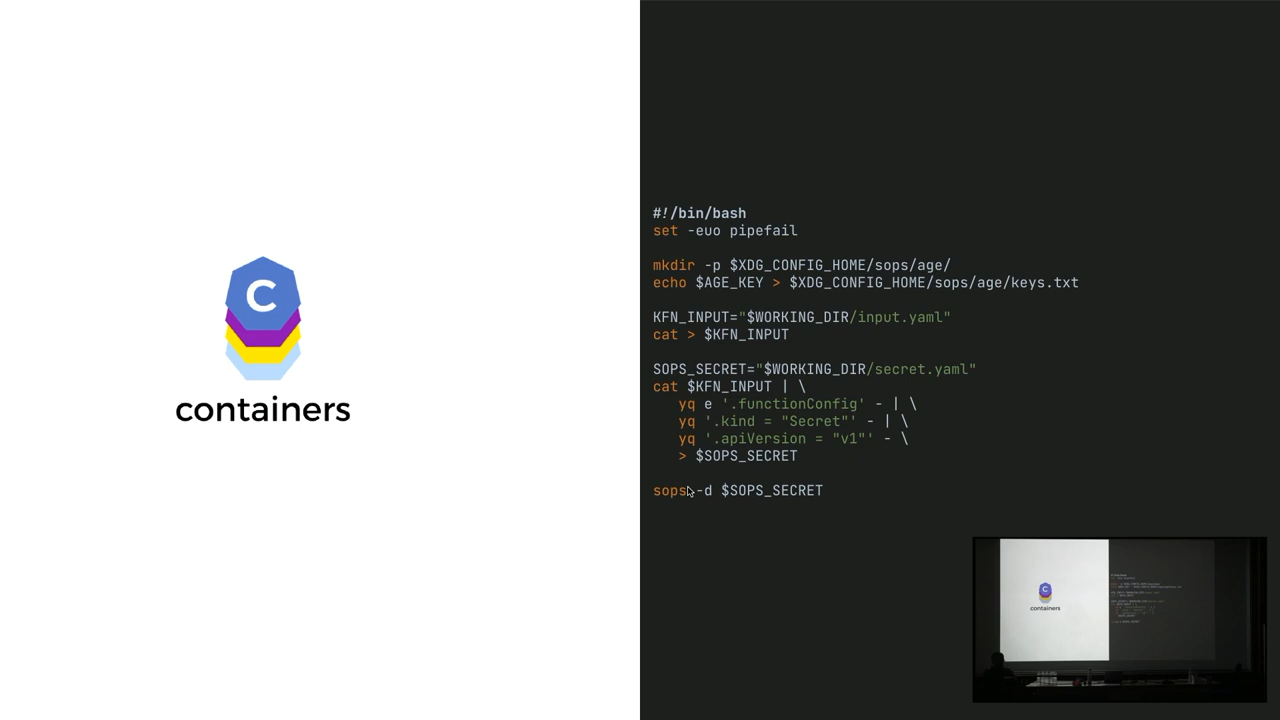 C
containers
#!/bin/bash
set -euo pipefail
mkdir -p $XDG_CONFIG_HOME/sops/age/
echo $AGE_KEY > $XDG_CONFIG_HOME/sops/age/keys.txt
KFN_INPUT="$WORKING_DIR/input.yaml"
cat > $KFN_INPUT
SOPS_SECRET="$WORKING_DIR/secret.yaml"
cat $KFN_INPUT | \
yq e '.functionConfig' - | \
yq '.kind = "Secret"' - | \
yq '.apiVersion = "v1"' - \
> $SOPS_SECRET
sops -d $SOPS_SECRET
containers